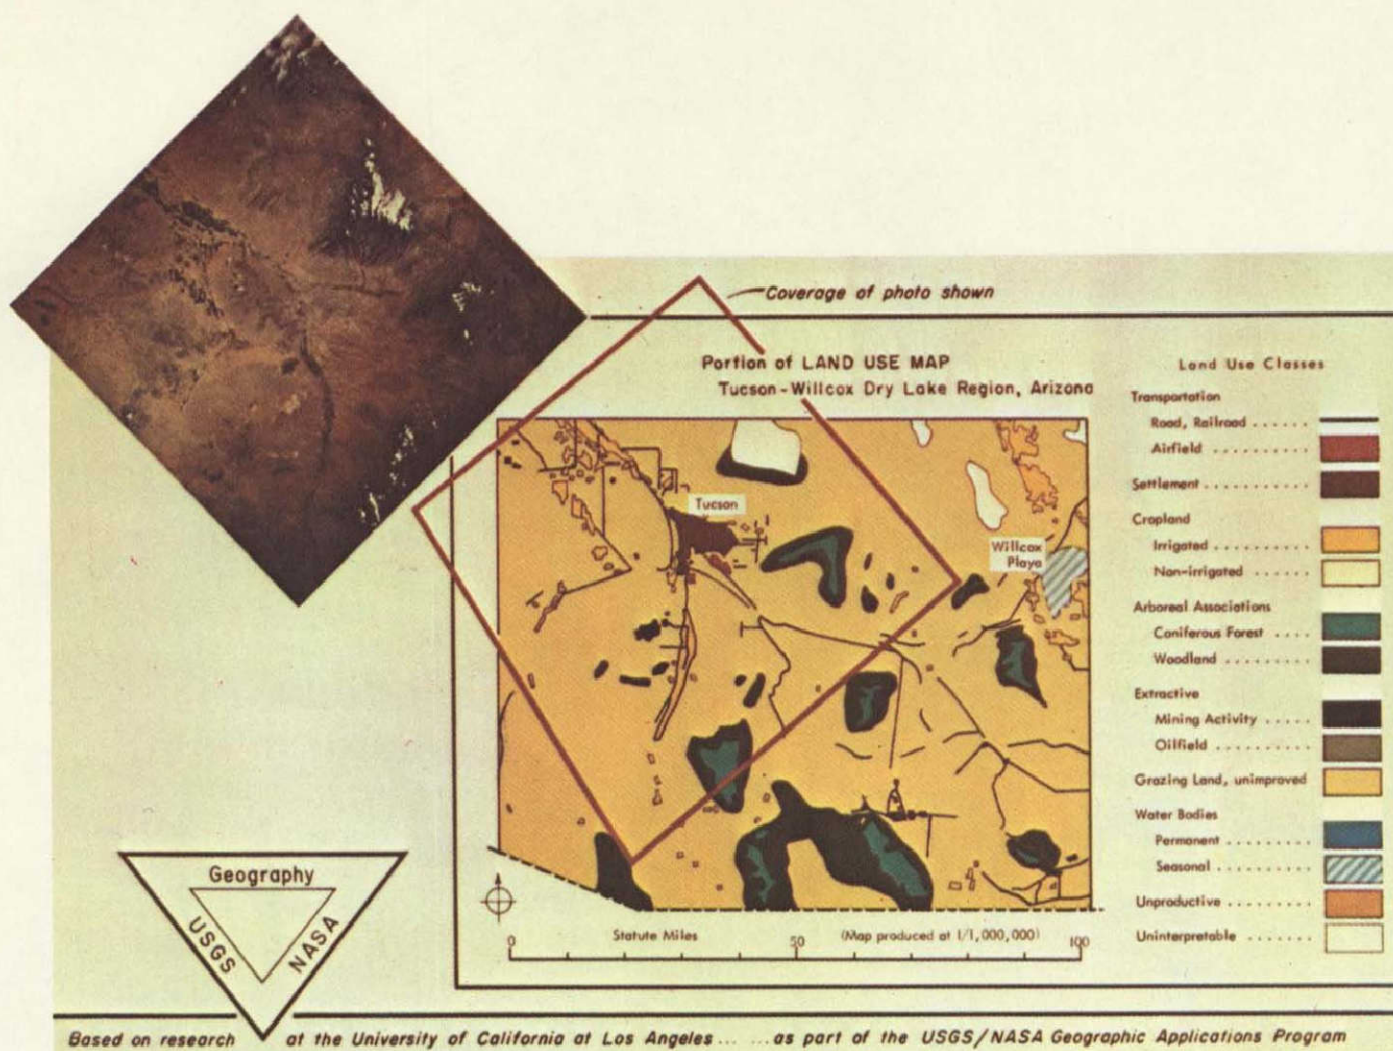 Coverage of photo shown
Portion of LAND USE MAP
Tucson-Willcox Dry Lake Region, Arizona
Tucson
Willcox
Playa
Land Use Classes
Transportation
Road, Railroad ......
Airfield .........
Settlement ...........
Cropland
Irrigated .........
Non-irrigated ......
Arboreal Associations
Coniferous Forest ....
Woodland .........
Extractive
Mining Activity .....
Oilfield .........
Grazing Land, unimproved
Water Bodies
Permanent ........
Seasonal .........
Unproductive .........
Uninterpretable ........
0 Statute Miles 50 (Map produced at 1/1,000,000) 100
Geography
USGS
NASA
Based on research at the University of California at Los Angeles... ...as part of the USGS/NASA Geographic Applications Program